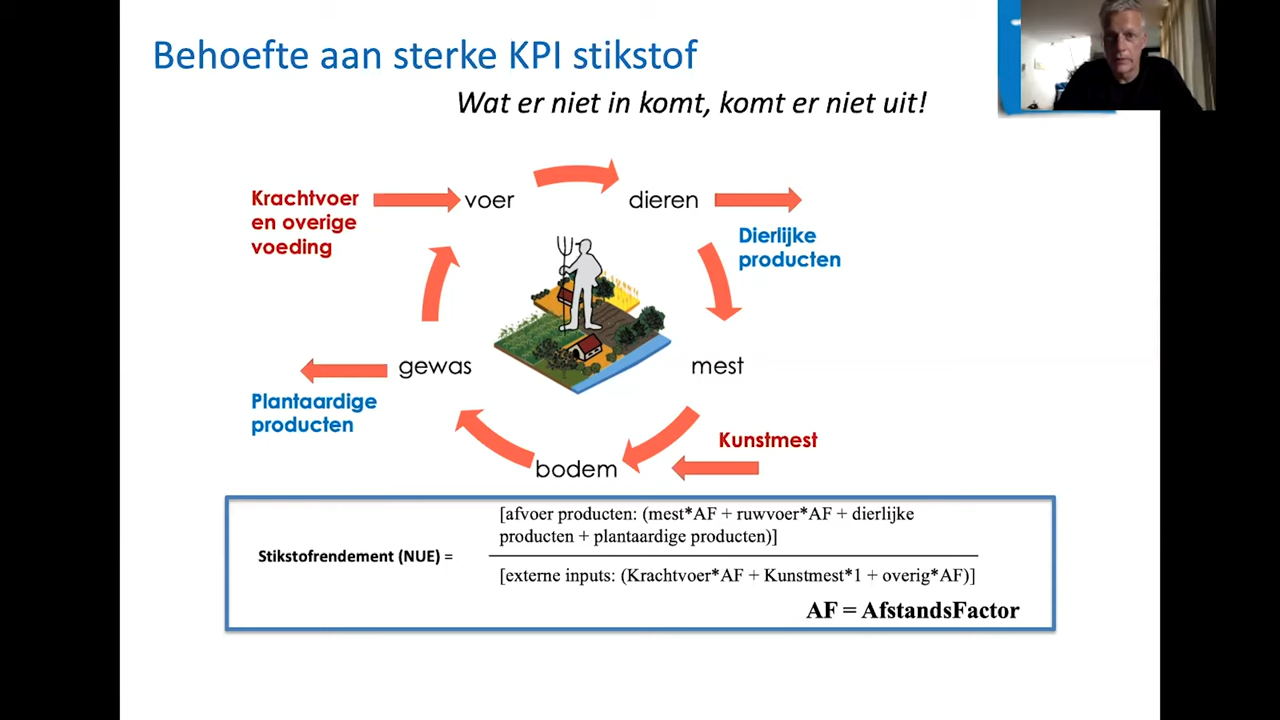 Behoefte aan sterke KPI stikstof
Wat er niet in komt, komt er niet uit!
Krachtvoer
en overige
voeding
voer
dieren
Dierlijke
producten
gewas
mest
Plantaardige
producten
Kunstmest
bodem
[afvoer producten: (mest*AF + ruwvoer*AF + dierlijke
producten + plantaardige producten)]
Stikstofrendement (NUE) =
[externe inputs: (Krachtvoer*AF + Kunstmest*1 + overig*AF)]
AF = AfstandsFactor